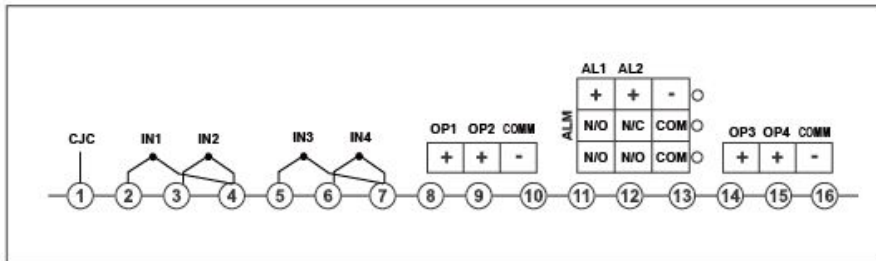 AL1 AL2
+ + -
ALM
N/O N/C COM
N/O N/O COM
CJC IN1 IN2 IN3 IN4 OP1 OP2 COMM OP3 OP4 COMM
+ + - + + -
1 2 3 4 5 6 7 8 9 10 11 12 13 14 15 16